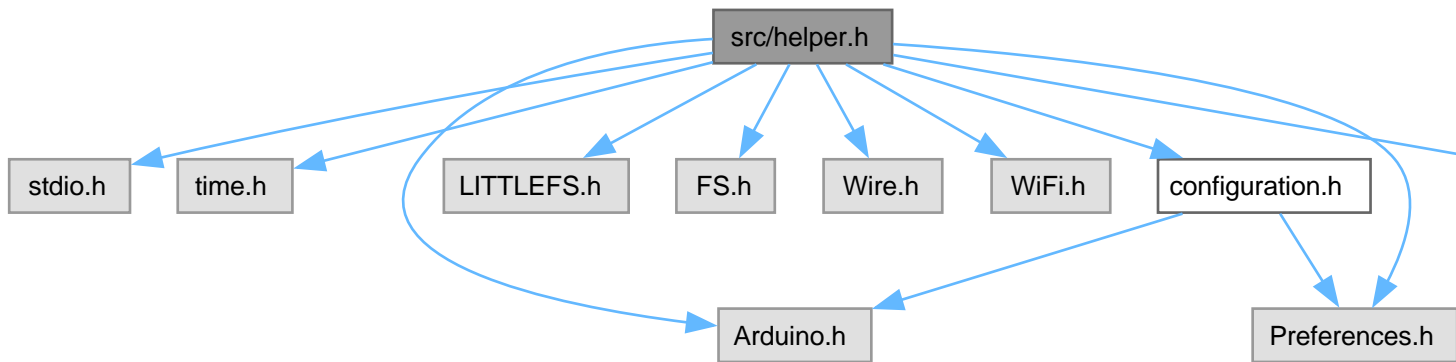 src/helper.h
stdio.h
time.h
LITTLEFS.h
FS.h
Wire.h
WiFi.h
configuration.h
Arduino.h
Preferences.h